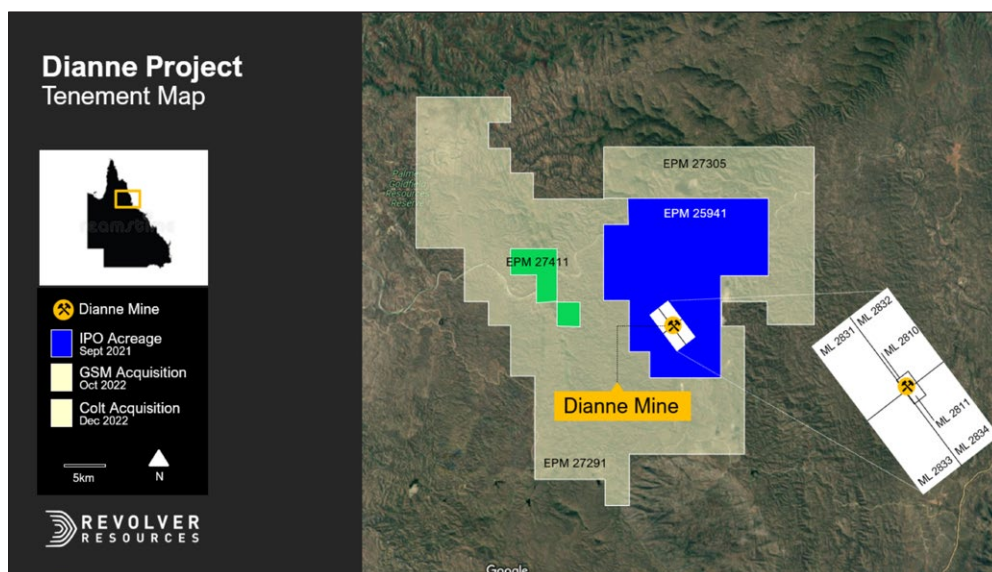 Dianne Project
Tenement Map
Dianne Mine
IPO Acreage
Sept 2021
GSM Acquisition
Oct 2022
Colt Acquisition
Dec 2022
5km
N
REVOLVER
RESOURCES
EPM 27305
EPM 25941
EPM 27411
Dianne Mine
EPM 27291
ML 2831
ML 2832
ML 2810
ML 2811
ML 2833
ML 2834
Google